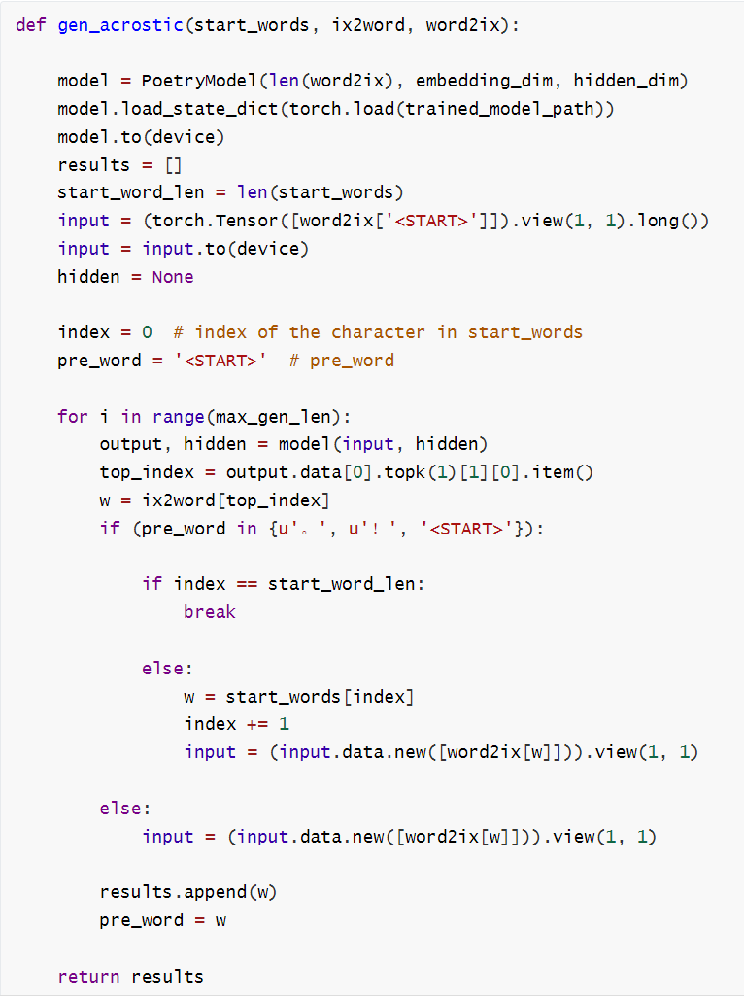 def gen_acrostic(start_words, ix2word, word2ix):
    model = PoetryModel(len(word2ix), embedding_dim, hidden_dim)
    model.load_state_dict(torch.load(trained_model_path))
    model.to(device)
    results = []
    start_word_len = len(start_words)
    input = (torch.Tensor([word2ix['<START>']]).view(1, 1).long())
    input = input.to(device)
    hidden = None
    index = 0  # index of the character in start_words
    pre_word = '<START>'  # pre_word
    for i in range(max_gen_len):
        output, hidden = model(input, hidden)
        top_index = output.data[0].topk(1)[1][0].item()
        w = ix2word[top_index]
        if (pre_word in {u'。', u'！', '<START>'}):
            if index == start_word_len:
                break
            else:
                w = start_words[index]
                index += 1
                input = (input.data.new([word2ix[w]])).view(1, 1)
        else:
            input = (input.data.new([word2ix[w]])).view(1, 1)
        results.append(w)
        pre_word = w
    return results